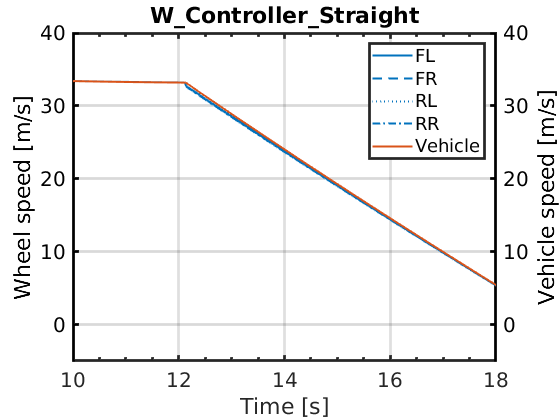 W_Controller_Straight
40
30
20
10
0
Wheel speed [m/s]
FL
FR
RL
RR
Vehicle
40
30
20
10
0
Vehicle speed [m/s]
10 12 14 16 18
Time [s]